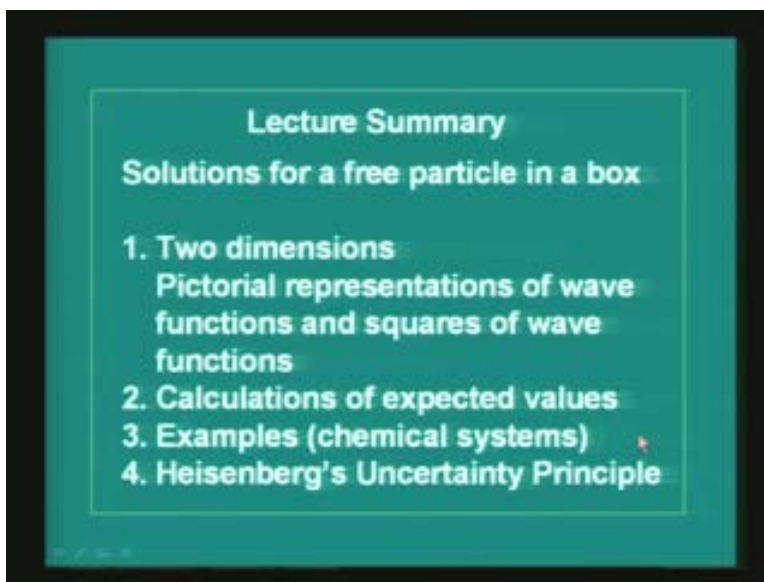 Lecture Summary
Solutions for a free particle in a box
1. Two dimensions
Pictorial representations of wave
functions and squares of wave
functions
2. Calculations of expected values
3. Examples (chemical systems)
4. Heisenberg's Uncertainty Principle